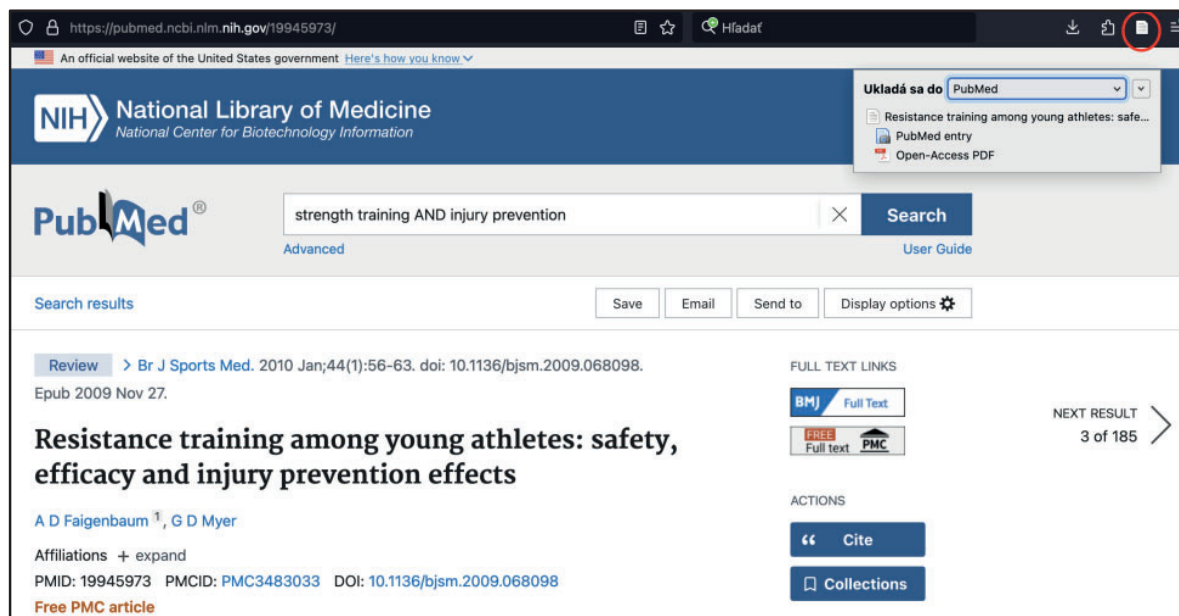 https://pubmed.ncbi.nlm.nih.gov/19945973/
Hľadať
An official website of the United States government Here's how you know
NIH
National Library of Medicine
National Center for Biotechnology Information
Ukladá sa do PubMed
Resistance training among young athletes: safe...
PubMed entry
Open-Access PDF
PubMed®
strength training AND injury prevention
Search
Advanced
User Guide
Search results
Save
Email
Send to
Display options
Review > Br J Sports Med. 2010 Jan;44(1):56-63. doi: 10.1136/bjsm.2009.068098.
Epub 2009 Nov 27.
Resistance training among young athletes: safety,
efficacy and injury prevention effects
A D Faigenbaum 1, G D Myer
Affiliations + expand
PMID: 19945973 PMCID: PMC3483033 DOI: 10.1136/bjsm.2009.068098
Free PMC article
FULL TEXT LINKS
BMJ Full Text
FREE
Full text PMC
ACTIONS
Cite
Collections
NEXT RESULT
3 of 185